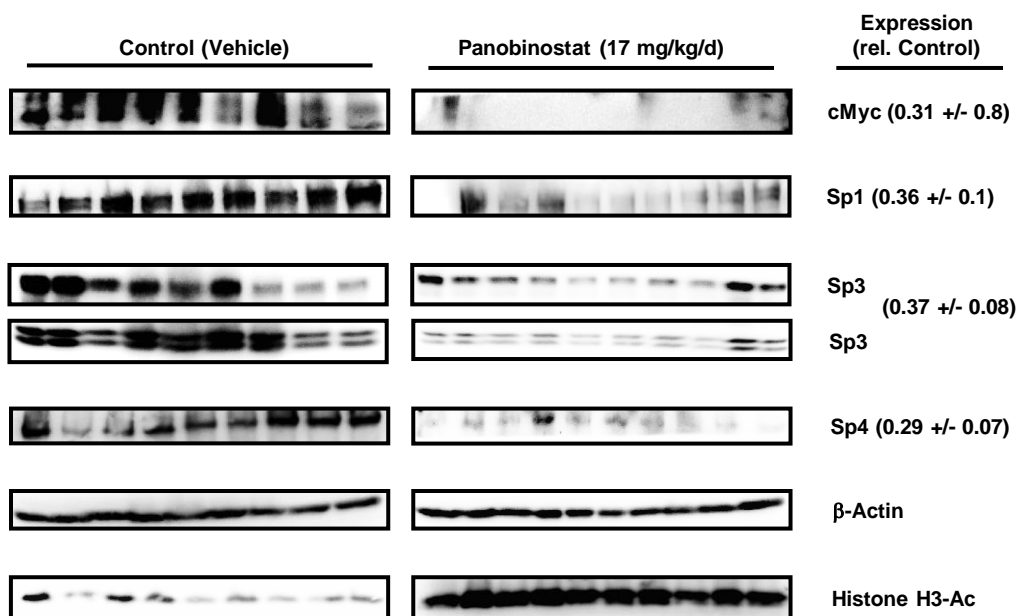 Expression
(rel. Control)
Control (Vehicle)
Panobinostat (17 mg/kg/d)
cMyc (0.31 +/- 0.8)
Sp1 (0.36 +/- 0.1)
Sp3
(0.37 +/- 0.08)
Sp3
Sp4 (0.29 +/- 0.07)
β-Actin
Histone H3-Ac